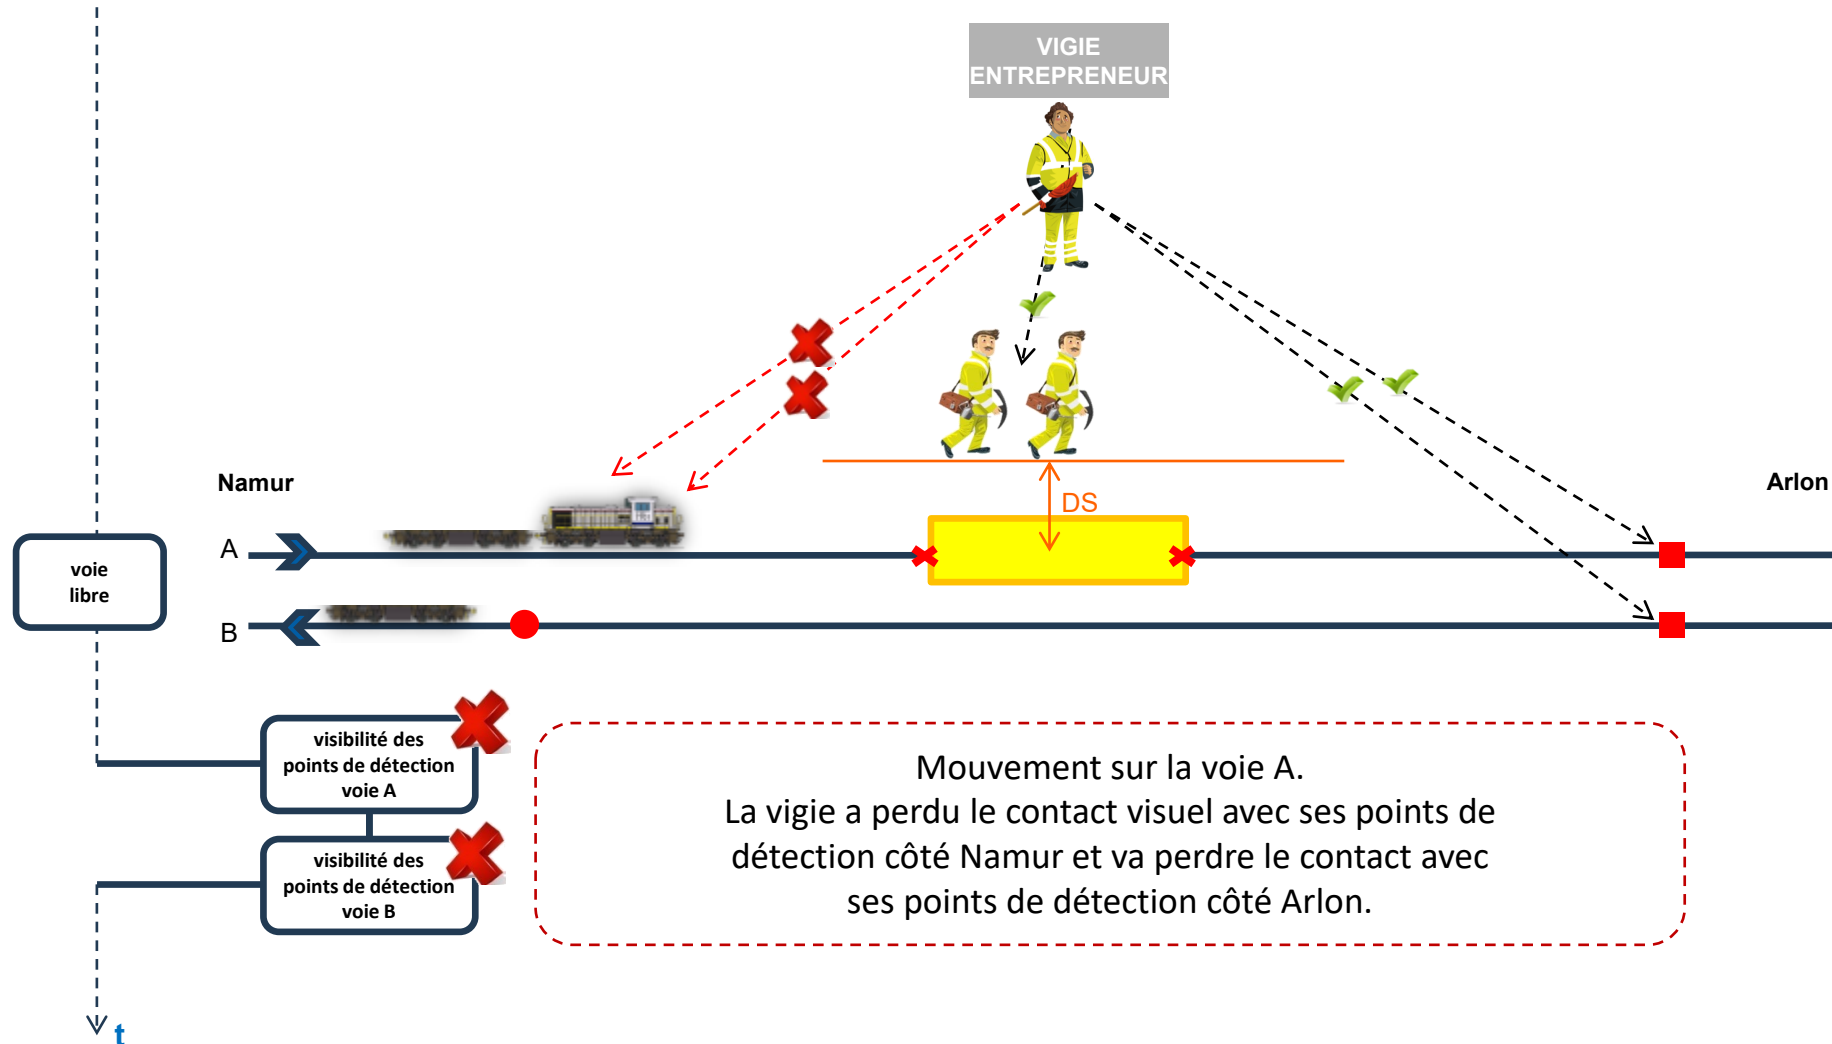 VIGIE
ENTREPRENEUR
Namur
Arlon
DS
A
voie
libre
B
visibilité des
points de détection
voie A
Mouvement sur la voie A.
La vigie a perdu le contact visuel avec ses points de
détection côté Namur et va perdre le contact avec
ses points de détection côté Arlon.
visibilité des
points de détection
voie B
t